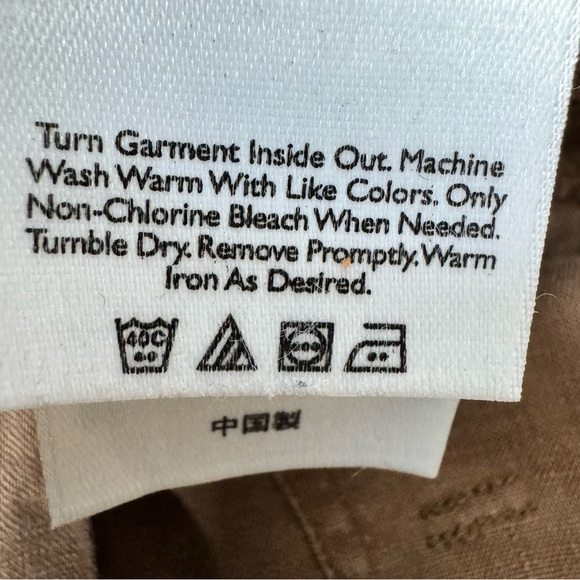 Turn Garment Inside Out. Machine
Wash Warm With Like Colors. Only
Non-Chlorine Bleach When Needed.
Tumble Dry. Remove Promptly. Warm
Iron As Desired.
40C
中国製